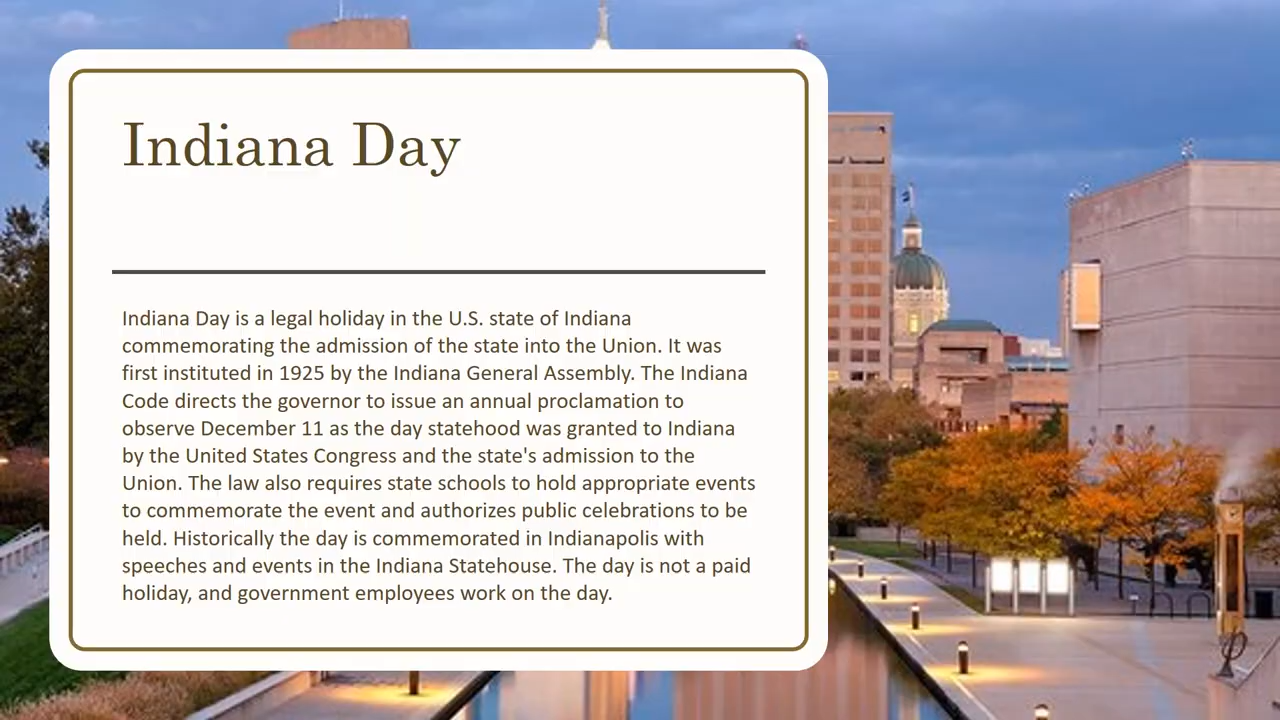 Indiana Day
Indiana Day is a legal holiday in the U.S. state of Indiana
commemorating the admission of the state into the Union. It was
first instituted in 1925 by the Indiana General Assembly. The Indiana
Code directs the governor to issue an annual proclamation to
observe December 11 as the day statehood was granted to Indiana
by the United States Congress and the state's admission to the
Union. The law also requires state schools to hold appropriate events
to commemorate the event and authorizes public celebrations to be
held. Historically the day is commemorated in Indianapolis with
speeches and events in the Indiana Statehouse. The day is not a paid
holiday, and government employees work on the day.